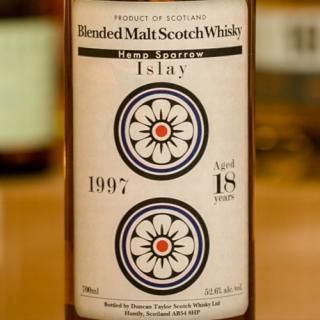 PRODUCT OF SCOTLAND
Blended Malt Scotch Whisky
Hemp Sparrow
Islay
1997
Aged
18
years
700ml
52.6% alc./vol.
Bottled by Duncan Taylor Scotch Whisky Ltd
Huntly, Scotland AB54 8HP